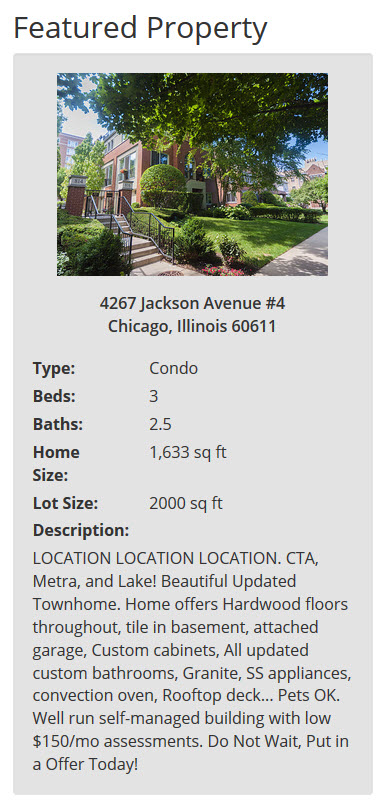 Featured Property
4267 Jackson Avenue #4
Chicago, Illinois 60611
Type: Condo
Beds: 3
Baths: 2.5
Home Size: 1,633 sq ft
Lot Size: 2000 sq ft
Description:
LOCATION LOCATION LOCATION. CTA,
Metra, and Lake! Beautiful Updated
Townhome. Home offers Hardwood floors
throughout, tile in basement, attached
garage, Custom cabinets, All updated
custom bathrooms, Granite, SS appliances,
convection oven, Rooftop deck... Pets OK.
Well run self-managed building with low
$150/mo assessments. Do Not Wait, Put in
a Offer Today!